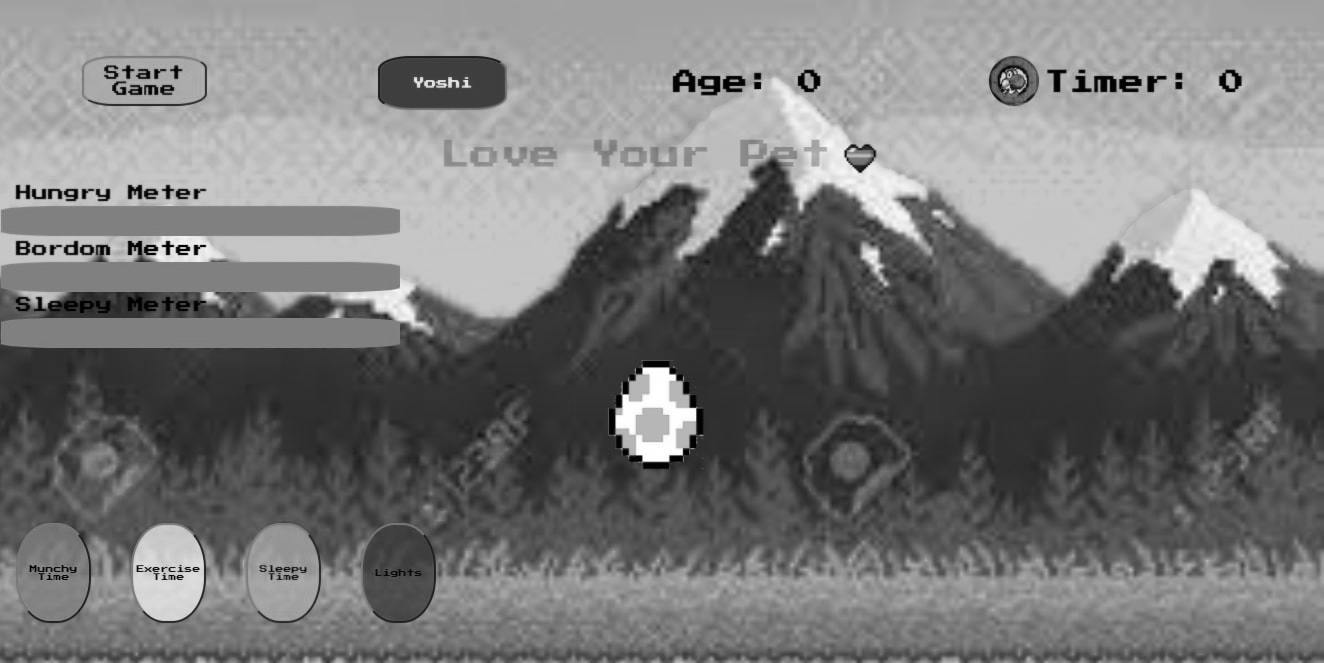 Start
Game
Yoshi
Age: 0
Timer: 0
Love Your Pet
Hungry Meter
Bordom Meter
Sleepy Meter
Munchy
Time
Exercise
Time
Sleepy
Time
Lights